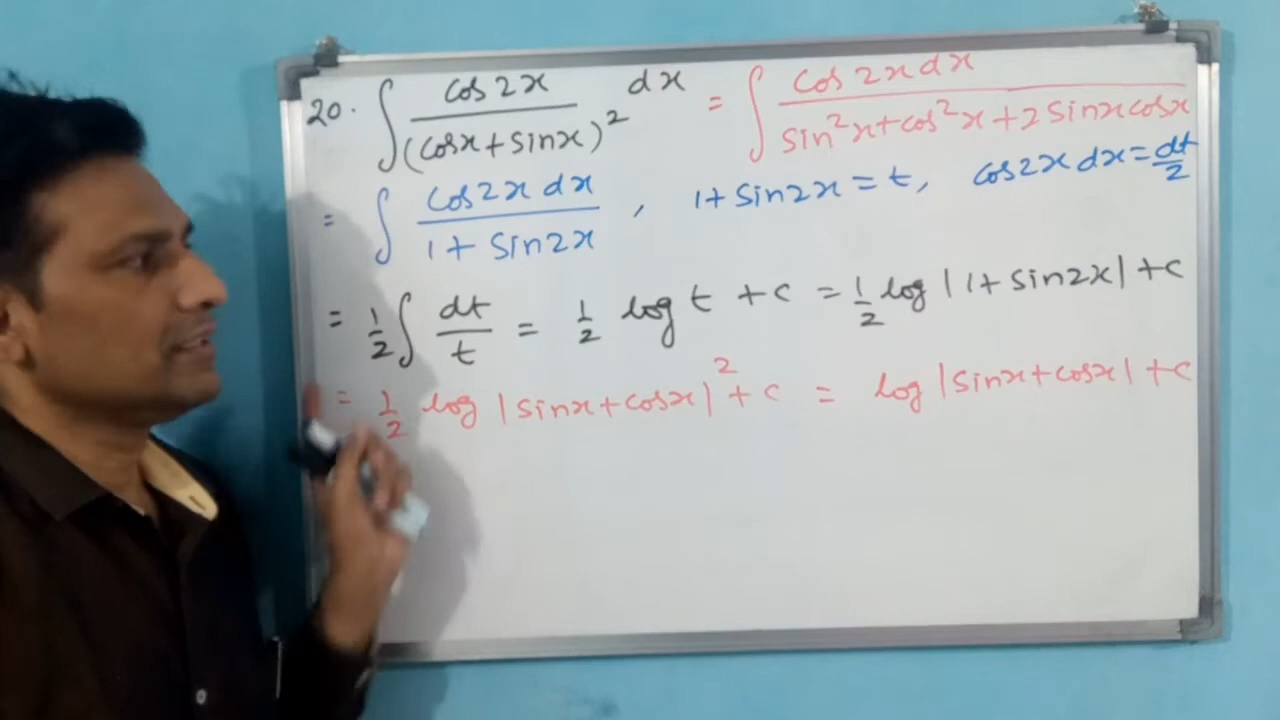 20. ∫ cos2x / (cosx+sinx)² dx = ∫ cos2x dx / sin²x+cos²x+2sinxcosx
= ∫ cos2x dx / 1+sin2x , 1+sin2x=t, cos2x dx=dt/2
= 1/2 ∫ dt/t = 1/2 log t +c = 1/2 log |1+sin2x|+c
= 1/2 log |sinx+cosx|² +c = log |sinx+cosx| +c